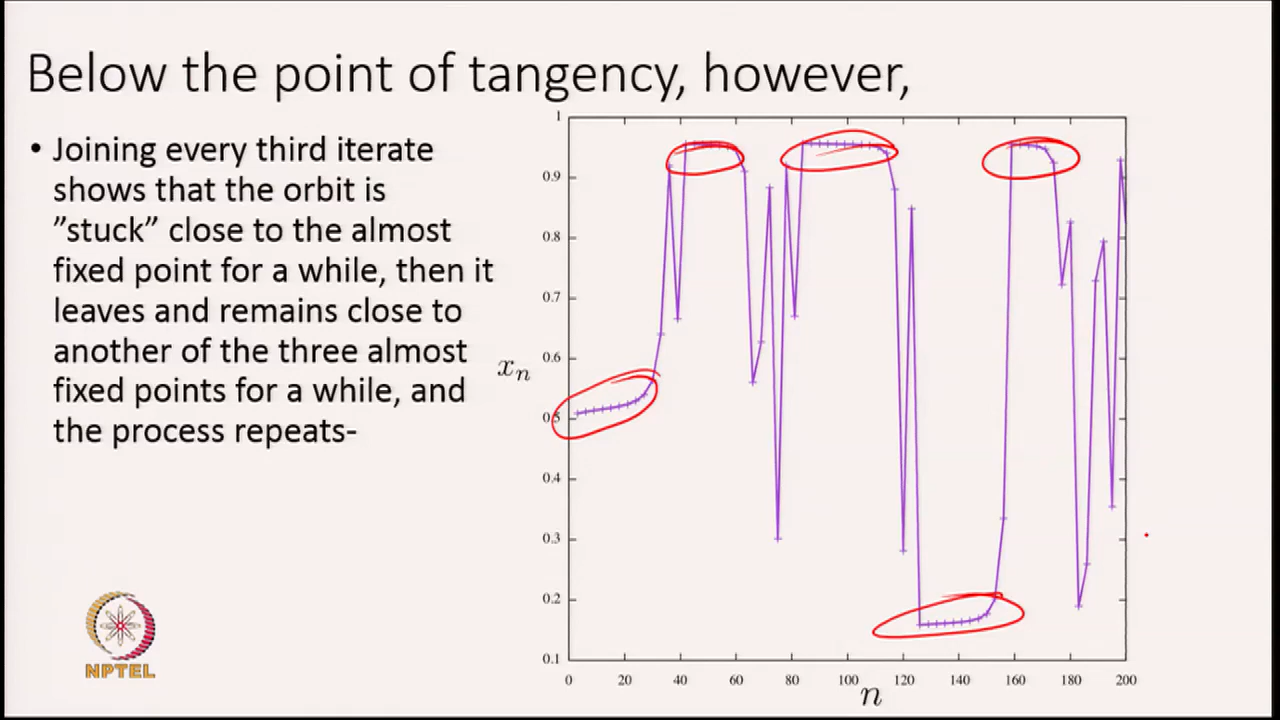 Below the point of tangency, however,
• Joining every third iterate
shows that the orbit is
”stuck” close to the almost
fixed point for a while, then it
leaves and remains close to
another of the three almost
fixed points for a while, and
the process repeats-
1
0.9
0.8
0.7
0.6
x_n
0.5
0.4
0.3
0.2
0.1
0 20 40 60 80 100 120 140 160 180 200
n
NPTEL